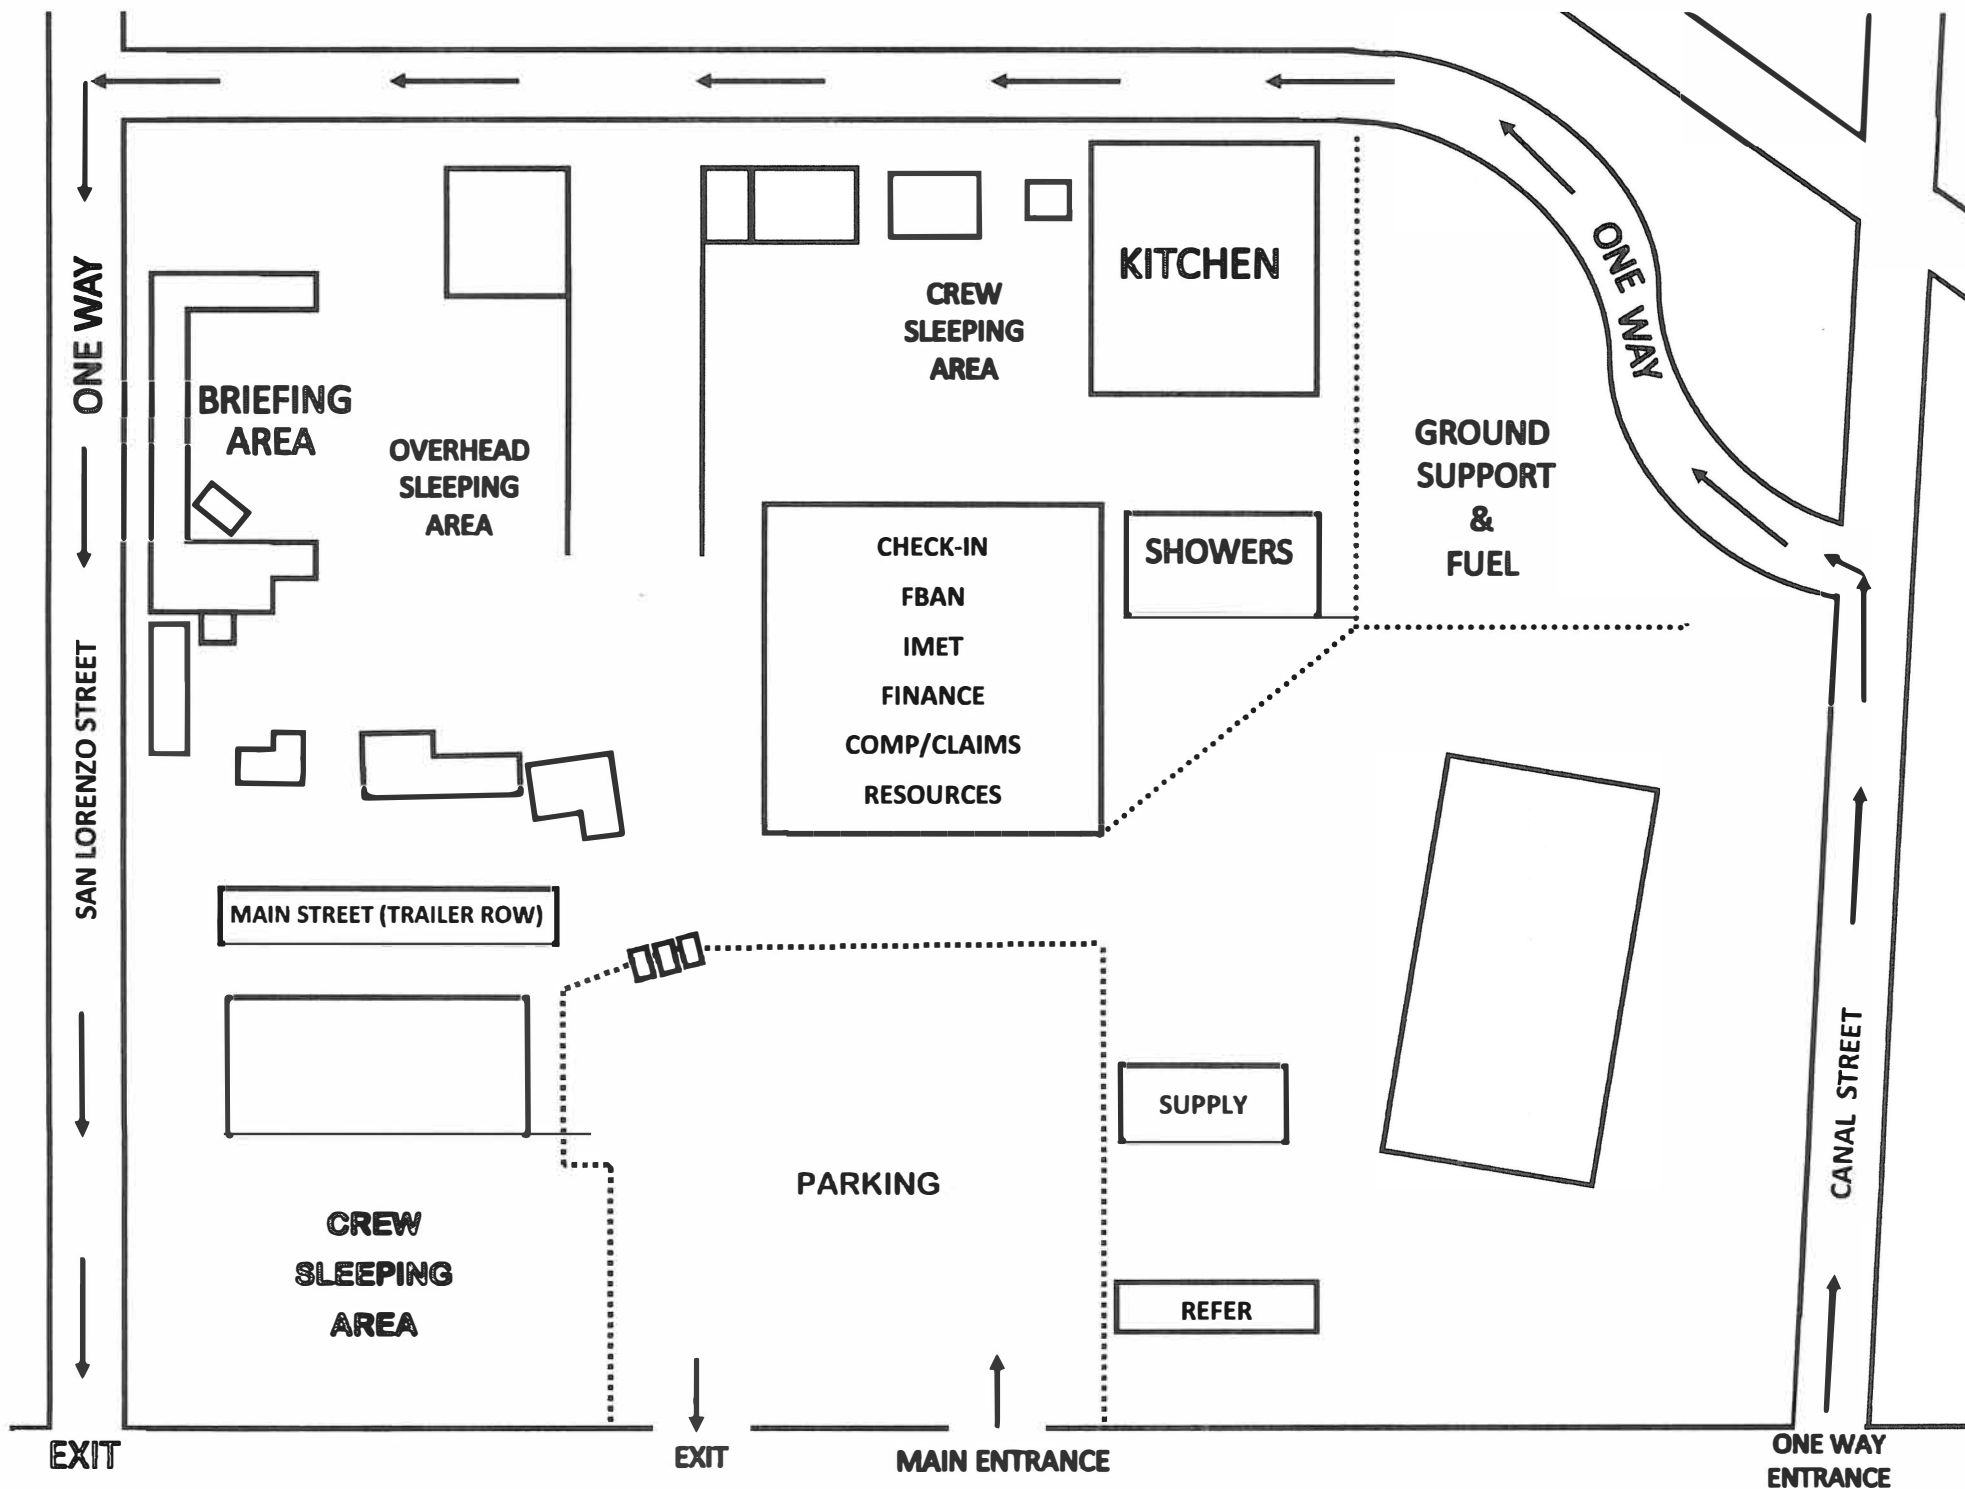 ONE WAY
SAN LORENZO STREET
EXIT
BRIEFING
AREA
OVERHEAD
SLEEPING
AREA
CREW
SLEEPING
AREA
KITCHEN
ONE WAY
GROUND
SUPPORT
&
FUEL
CHECK-IN
FBAN
IMET
FINANCE
COMP/CLAIMS
RESOURCES
SHOWERS
MAIN STREET (TRAILER ROW)
CREW
SLEEPING
AREA
PARKING
SUPPLY
REFER
CANAL STREET
EXIT
MAIN ENTRANCE
ONE WAY
ENTRANCE